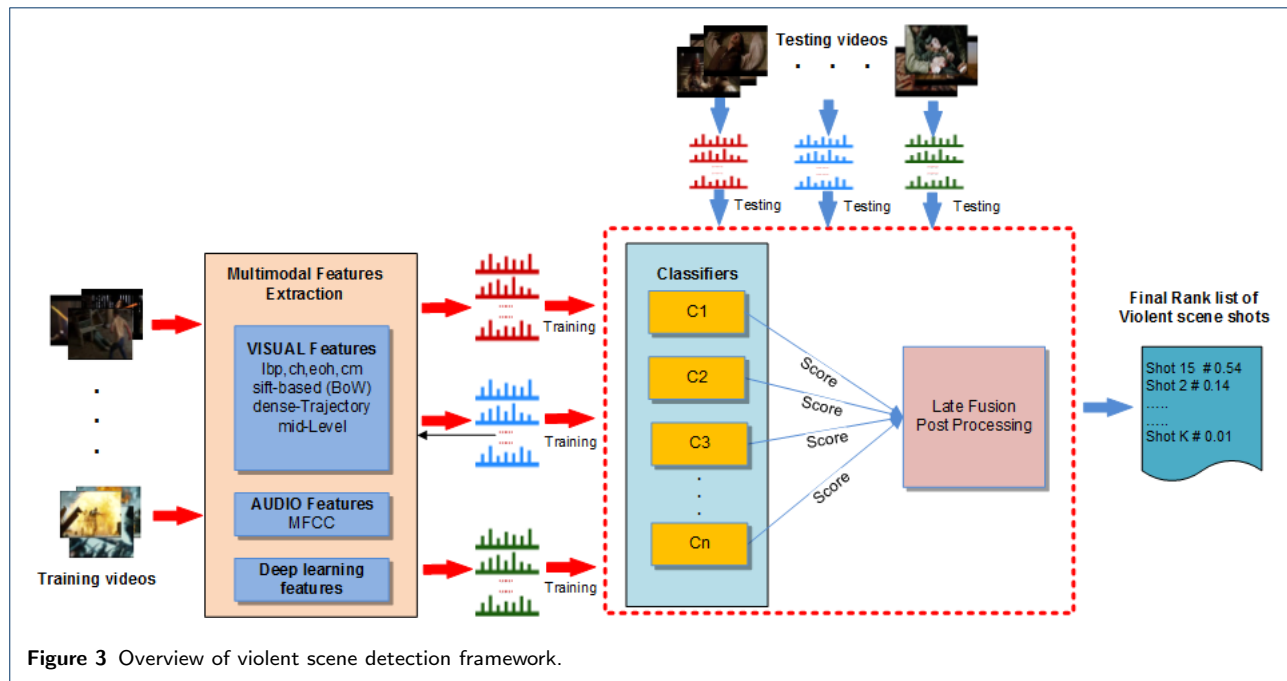 Testing videos
. . .
Testing
Testing
Testing
Multimodal Features
Extraction
VISUAL Features
lbp,ch,eoh,cm
sift-based (BoW)
dense-Trajectory
mid-Level
AUDIO Features
MFCC
Deep learning
features
.
.
.
Training videos
Training
Training
Training
Classifiers
C1
C2
C3
.
.
.
Cn
Score
Score
Score
Score
Late Fusion
Post Processing
Final Rank list of
Violent scene shots
Shot 15 # 0.54
Shot 2 # 0.14
.....
.....
Shot K # 0.01
Figure 3 Overview of violent scene detection framework.